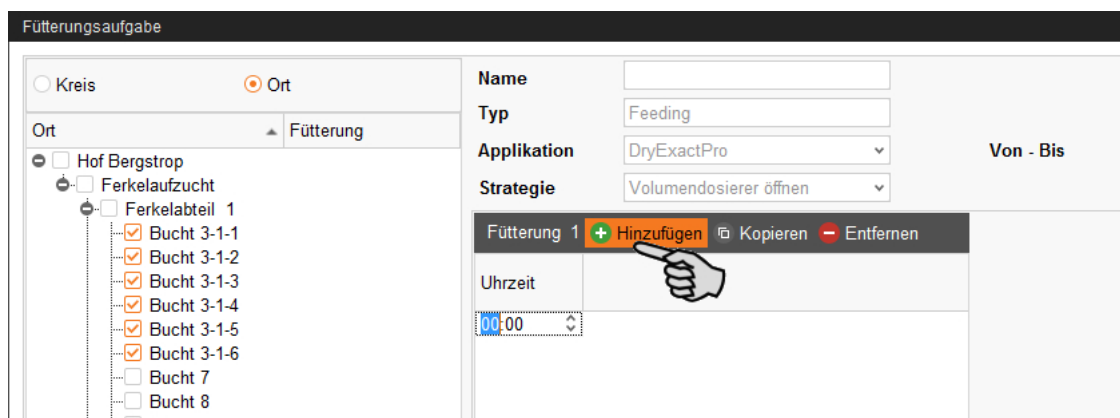 Fütterungsaufgabe
Kreis Ort
Ort Fütterung
Hof Bergstrop
Ferkelaufzucht
Ferkelabteil 1
Bucht 3-1-1
Bucht 3-1-2
Bucht 3-1-3
Bucht 3-1-4
Bucht 3-1-5
Bucht 3-1-6
Bucht 7
Bucht 8
Name
Typ Feeding
Applikation DryExactPro Von - Bis
Strategie Volumendosierer öffnen
Fütterung 1 Hinzufügen Kopieren Entfernen
Uhrzeit
00:00